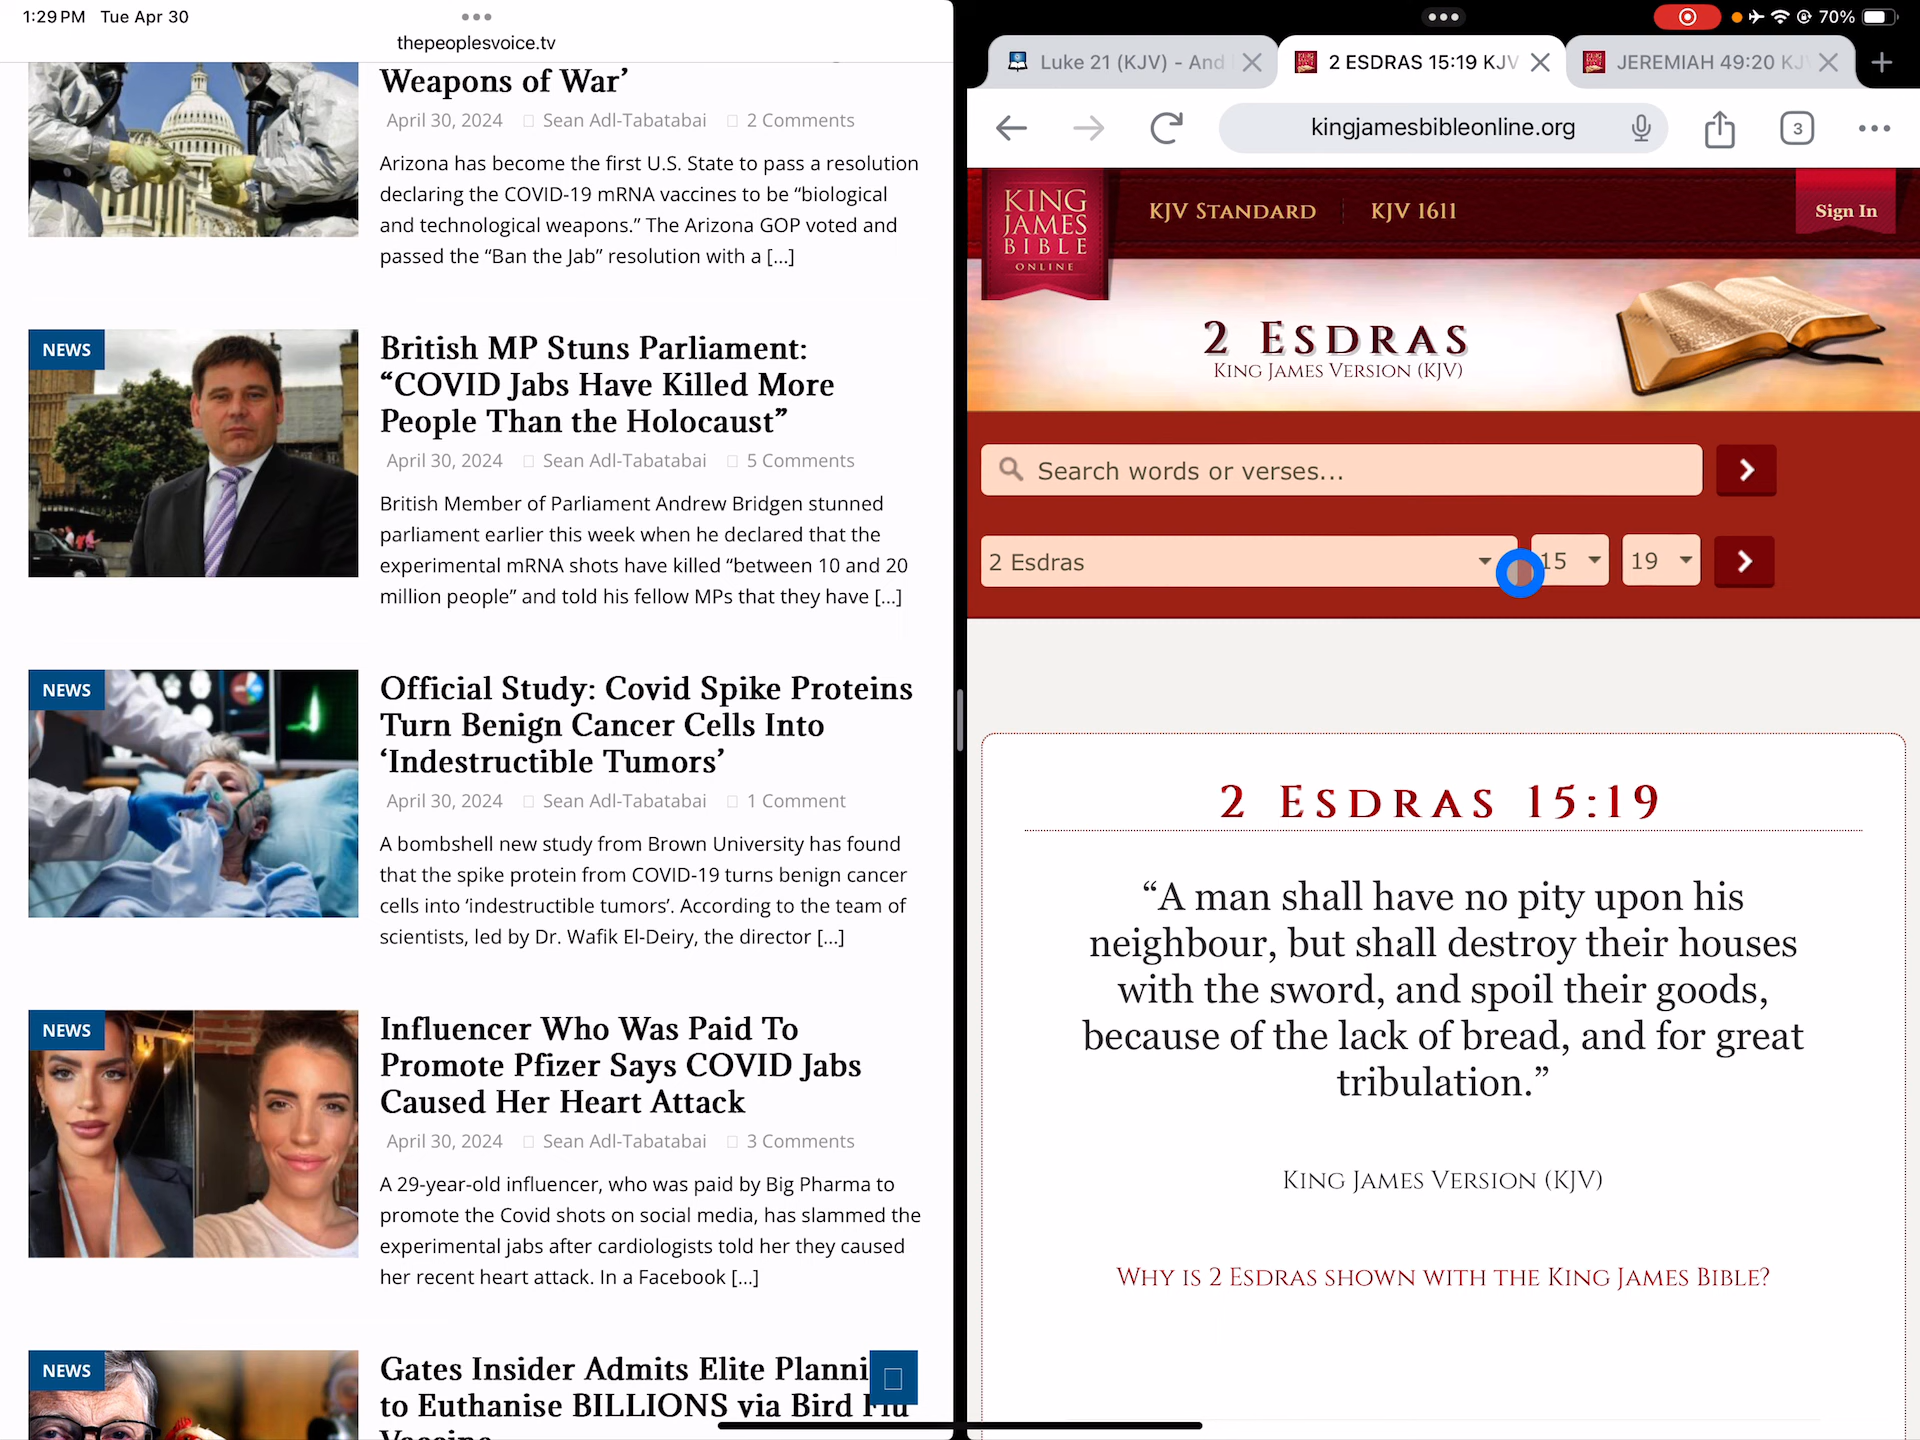 1:29 PM Tue Apr 30
thepeoplesvoice.tv
Weapons of War’
April 30, 2024 Sean Adl-Tabatabai 2 Comments
Arizona has become the first U.S. State to pass a resolution
declaring the COVID-19 mRNA vaccines to be “biological
and technological weapons.” The Arizona GOP voted and
passed the “Ban the Jab” resolution with a [...]
NEWS
British MP Stuns Parliament:
“COVID Jabs Have Killed More
People Than the Holocaust”
April 30, 2024 Sean Adl-Tabatabai 5 Comments
British Member of Parliament Andrew Bridgen stunned
parliament earlier this week when he declared that the
experimental mRNA shots have killed “between 10 and 20
million people” and told his fellow MPs that they have [...]
NEWS
Official Study: Covid Spike Proteins
Turn Benign Cancer Cells Into
‘Indestructible Tumors’
April 30, 2024 Sean Adl-Tabatabai 1 Comment
A bombshell new study from Brown University has found
that the spike protein from COVID-19 turns benign cancer
cells into ‘indestructible tumors’. According to the team of
scientists, led by Dr. Wafik El-Deiry, the director [...]
NEWS
Influencer Who Was Paid To
Promote Pfizer Says COVID Jabs
Caused Her Heart Attack
April 30, 2024 Sean Adl-Tabatabai 3 Comments
A 29-year-old influencer, who was paid by Big Pharma to
promote the Covid shots on social media, has slammed the
experimental jabs after cardiologists told her they caused
her recent heart attack. In a Facebook [...]
NEWS
Gates Insider Admits Elite Planni
to Euthanise BILLIONS via Bird Flu
70%
Luke 21 (KJV) - And
2 ESDRAS 15:19 KJV
JEREMIAH 49:20 KJ
kingjamesbibleonline.org
3
KING
JAMES
BIBLE
ONLINE
KJV STANDARD
KJV 1611
Sign In
2 ESDRAS
KING JAMES VERSION (KJV)
Search words or verses...
2 Esdras
15
19
2 ESDRAS 15:19
“A man shall have no pity upon his
neighbour, but shall destroy their houses
with the sword, and spoil their goods,
because of the lack of bread, and for great
tribulation.”
KING JAMES VERSION (KJV)
WHY IS 2 ESDRAS SHOWN WITH THE KING JAMES BIBLE?